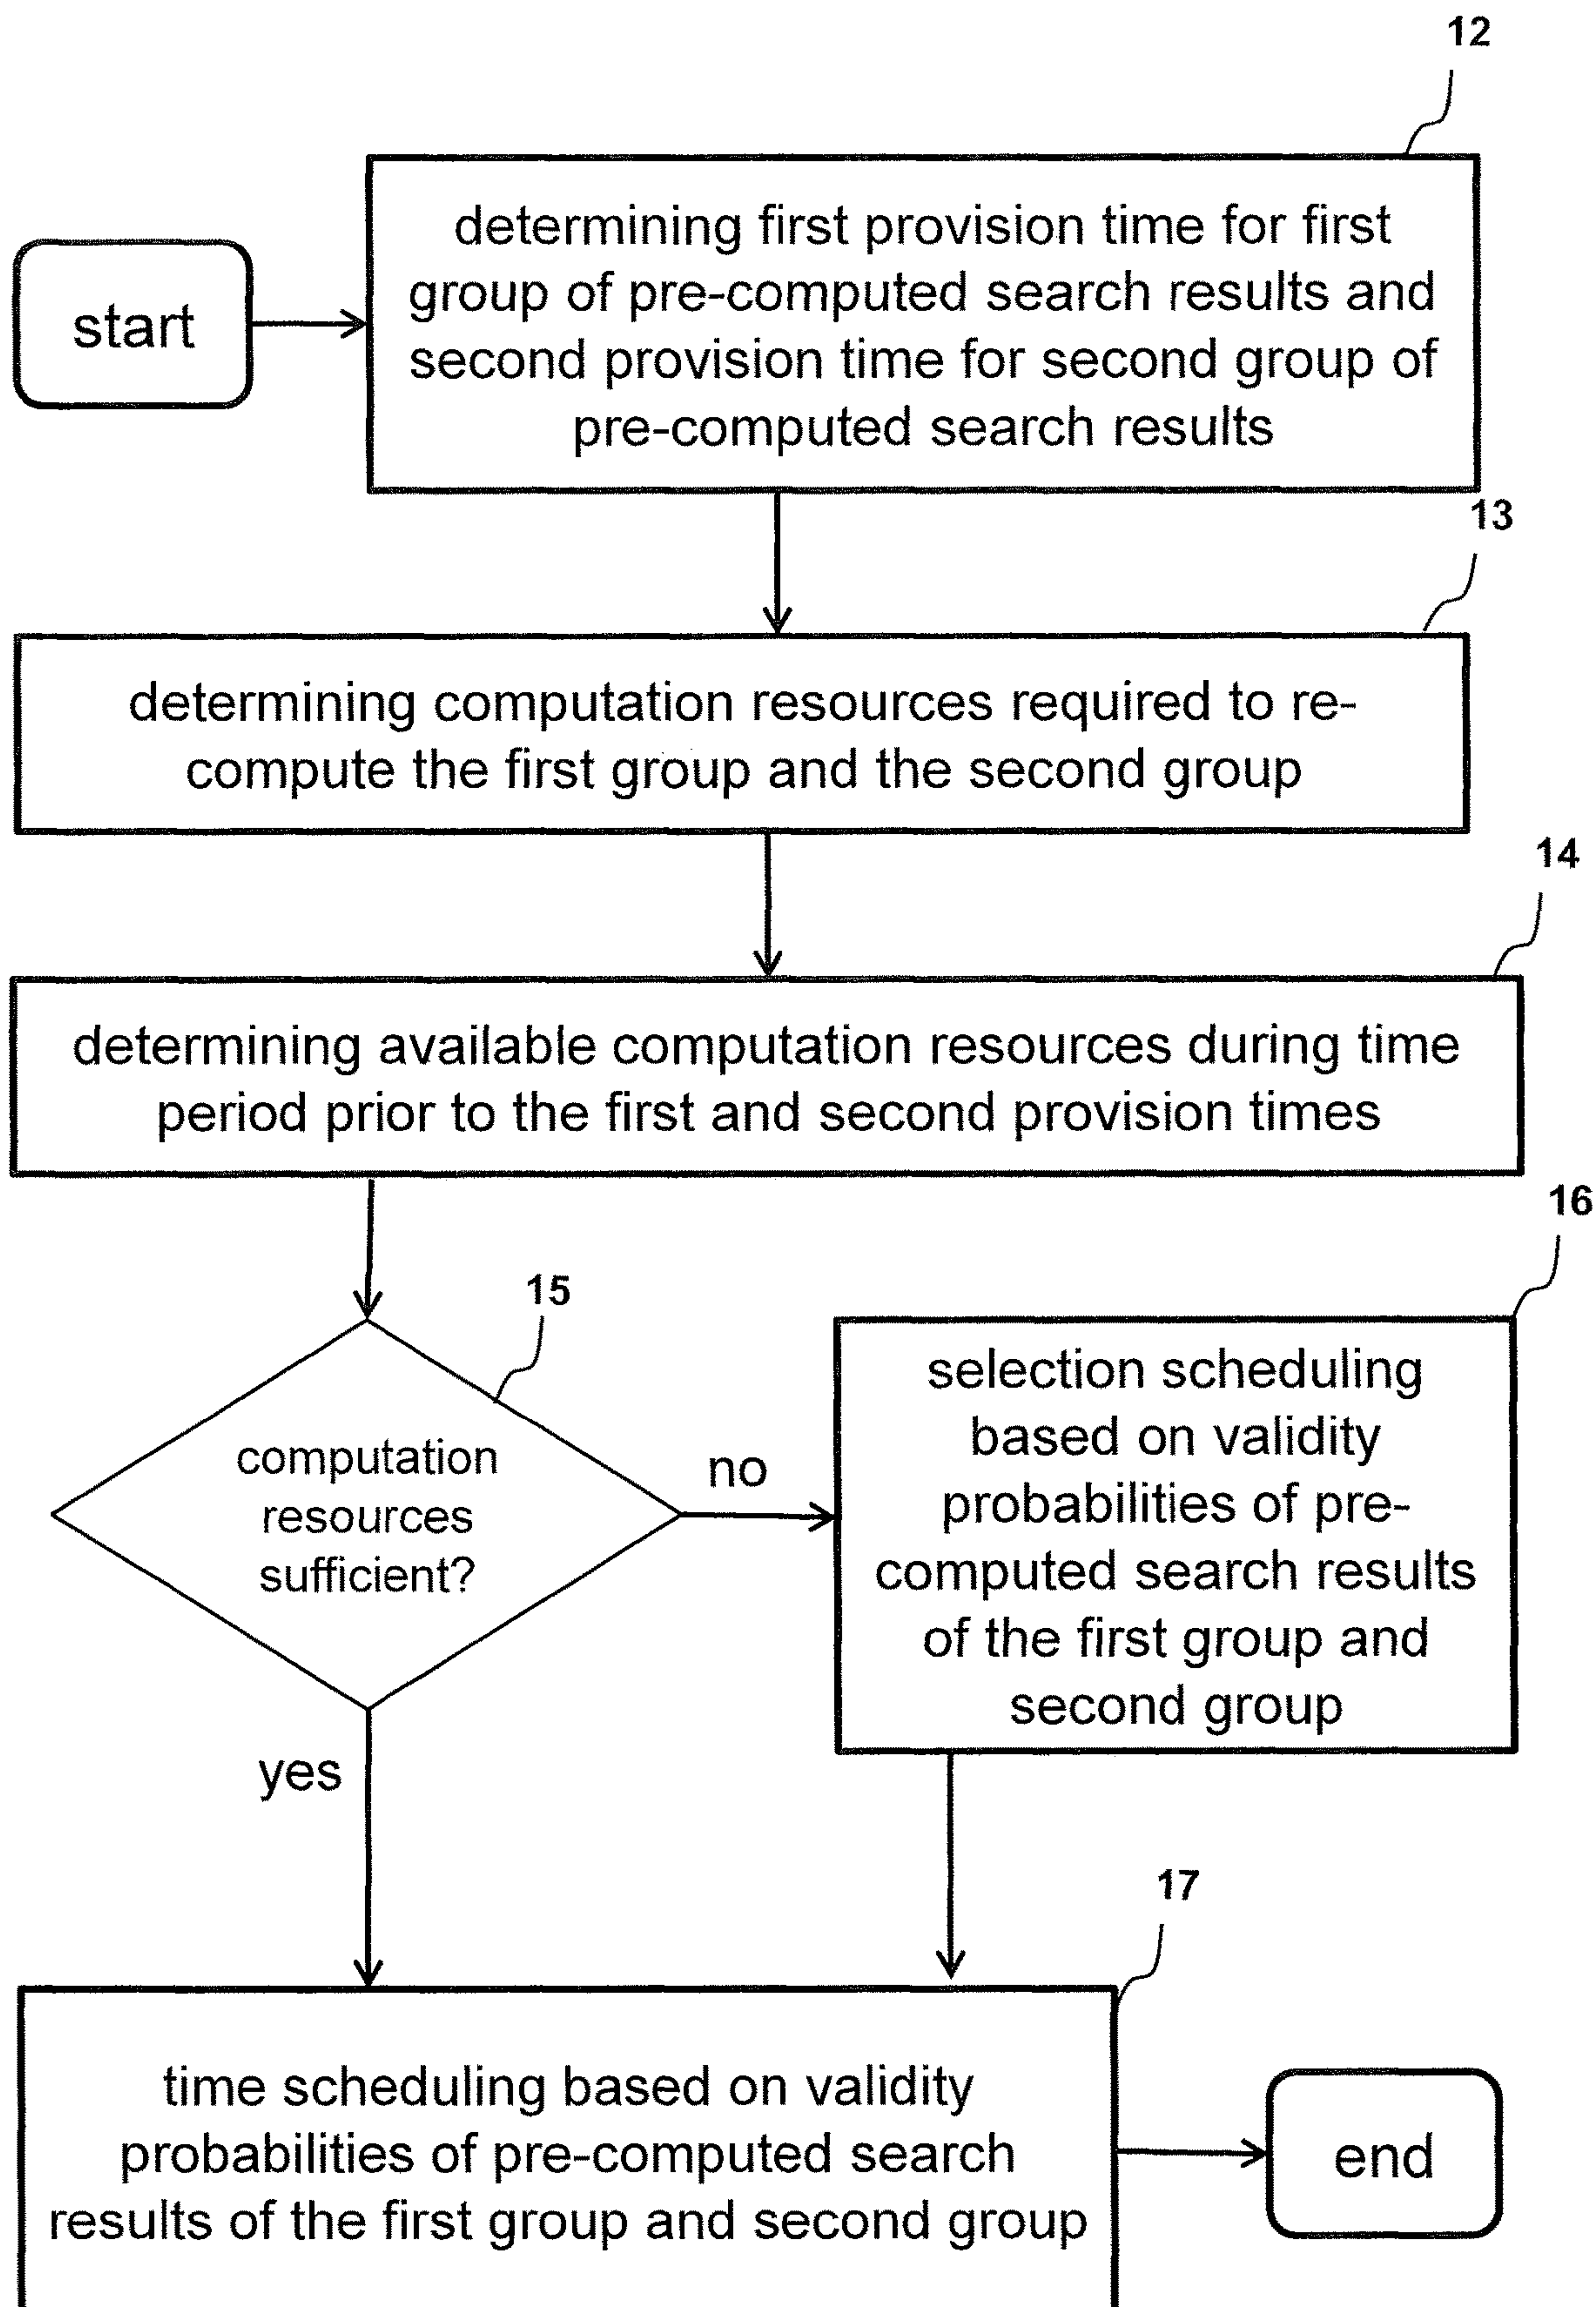 12
start
determining first provision time for first
group of pre-computed search results and
second provision time for second group of
pre-computed search results
13
determining computation resources required to re-
compute the first group and the second group
14
determining available computation resources during time
period prior to the first and second provision times
15
computation
resources
sufficient?
no
16
selection scheduling
based on validity
probabilities of pre-
computed search results
of the first group and
second group
yes
17
time scheduling based on validity
probabilities of pre-computed search
results of the first group and second group
end